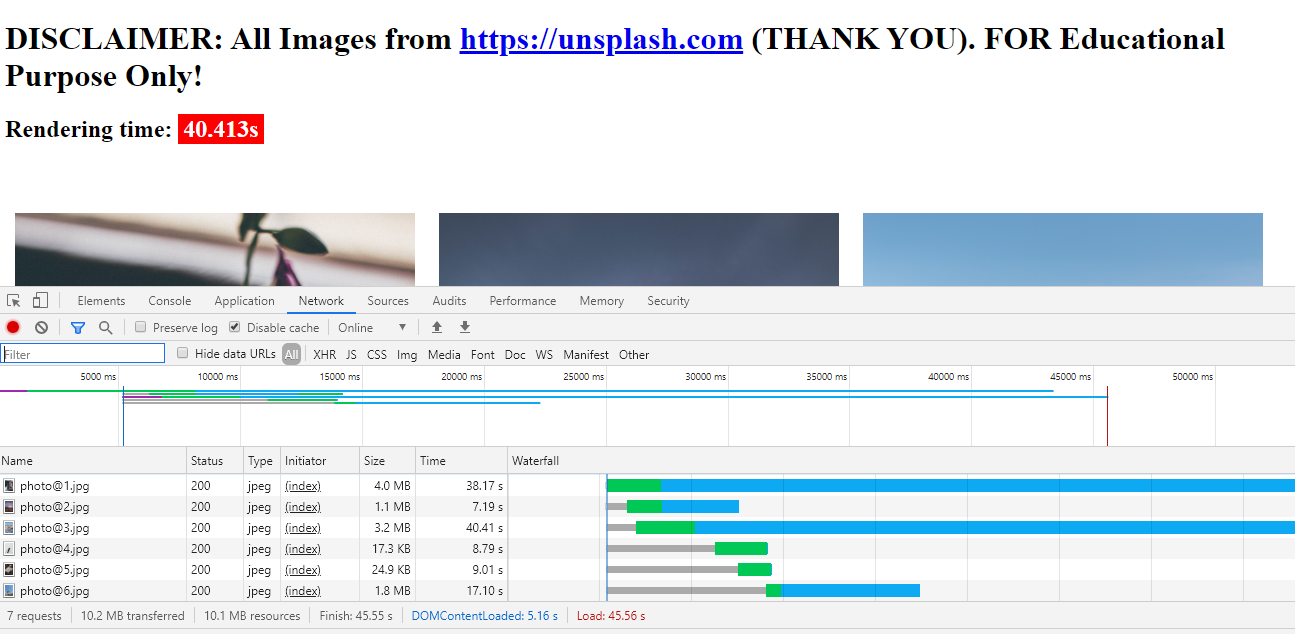 DISCLAIMER: All Images from https://unsplash.com (THANK YOU). FOR Educational
Purpose Only!
Rendering time: 40.413s
Elements Console Application Network Sources Audits Performance Memory Security
Preserve log Disable cache Online
Filter Hide data URLs All XHR JS CSS Img Media Font Doc WS Manifest Other
5000 ms 10000 ms 15000 ms 20000 ms 25000 ms 30000 ms 35000 ms 40000 ms 45000 ms 50000 ms
Name Status Type Initiator Size Time Waterfall
photo@1.jpg 200 jpeg (index) 4.0 MB 38.17 s
photo@2.jpg 200 jpeg (index) 1.1 MB 7.19 s
photo@3.jpg 200 jpeg (index) 3.2 MB 40.41 s
photo@4.jpg 200 jpeg (index) 17.3 KB 8.79 s
photo@5.jpg 200 jpeg (index) 24.9 KB 9.01 s
photo@6.jpg 200 jpeg (index) 1.8 MB 17.10 s
7 requests 10.2 MB transferred 10.1 MB resources Finish: 45.55 s DOMContentLoaded: 5.16 s Load: 45.56 s